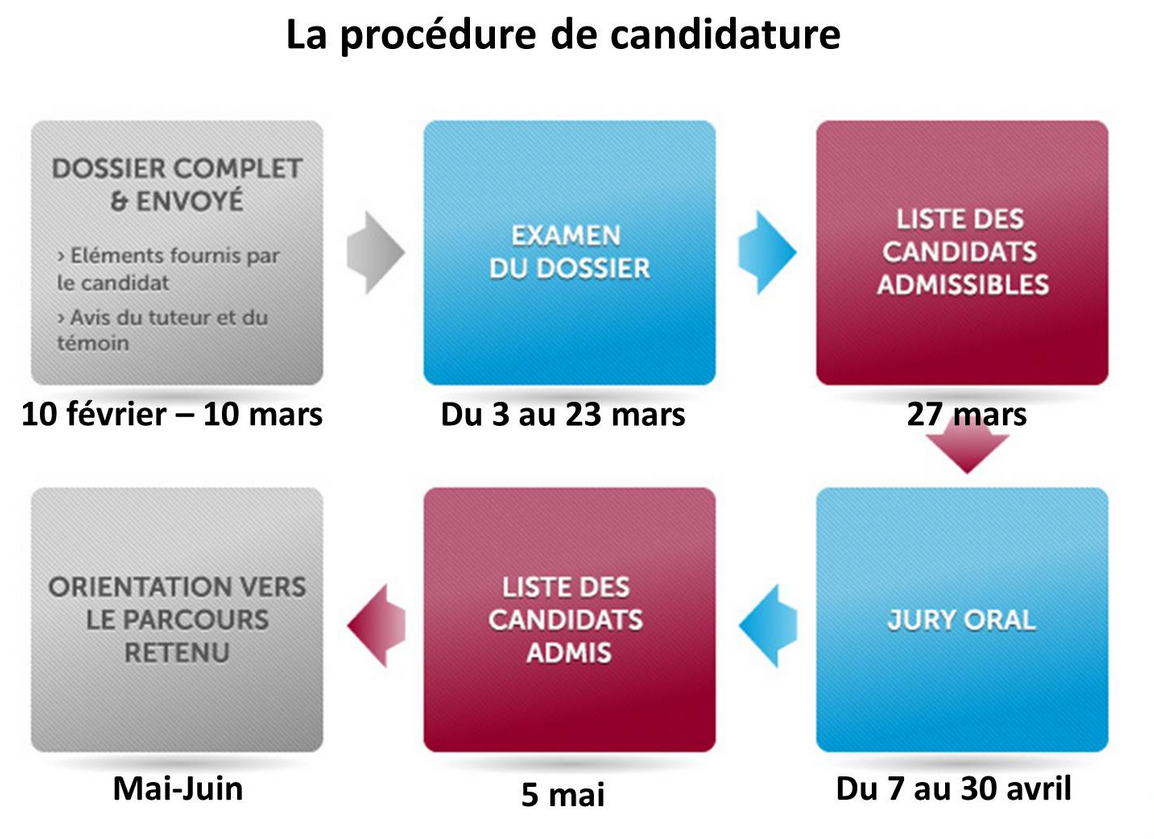 La procédure de candidature
DOSSIER COMPLET
& ENVOYÉ
› Eléments fournis par
le candidat
› Avis du tuteur et du
témoin
10 février – 10 mars
EXAMEN
DU DOSSIER
Du 3 au 23 mars
LISTE DES
CANDIDATS
ADMISSIBLES
27 mars
JURY ORAL
Du 7 au 30 avril
LISTE DES
CANDIDATS
ADMIS
5 mai
ORIENTATION VERS
LE PARCOURS
RETENU
Mai-Juin